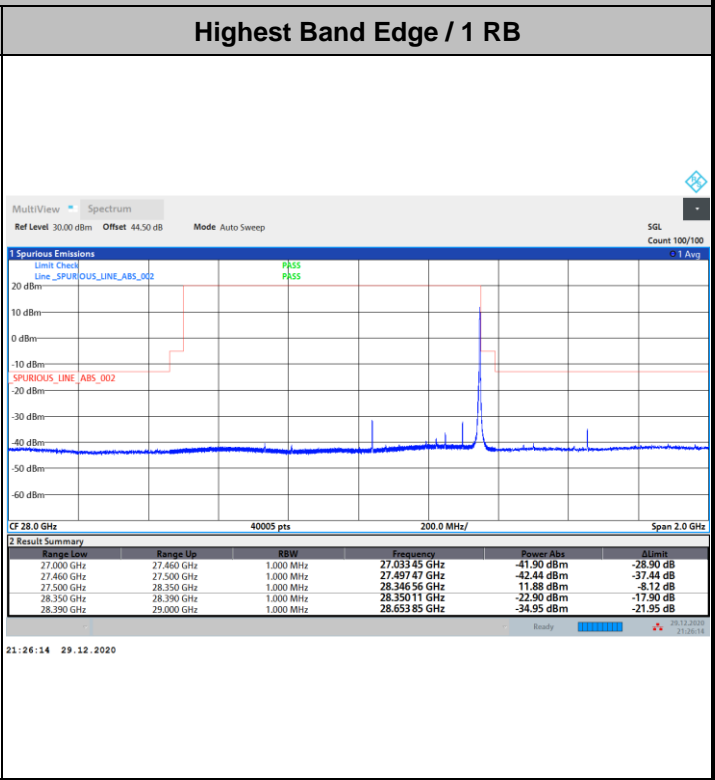 Highest Band Edge / 1 RB
MultiView Spectrum
Ref Level 30.00 dBm Offset 44.50 dB Mode Auto Sweep SGL
Count 100/100
1 Spurious Emissions 1 Avg
Limit Check PASS
Line _SPURIOUS_LINE_ABS_002 PASS
20 dBm
10 dBm
0 dBm
-10 dBm
_SPURIOUS_LINE_ABS_002
-20 dBm
-30 dBm
-40 dBm
-50 dBm
-60 dBm
CF 28.0 GHz 40005 pts 200.0 MHz/ Span 2.0 GHz
2 Result Summary
Range Low Range Up RBW Frequency Power Abs ΔLimit
27.000 GHz 27.460 GHz 1.000 MHz 27.033 45 GHz -41.90 dBm -28.90 dB
27.460 GHz 27.500 GHz 1.000 MHz 27.497 47 GHz -42.44 dBm -37.44 dB
27.500 GHz 28.350 GHz 1.000 MHz 28.346 56 GHz 11.88 dBm -8.12 dB
28.350 GHz 28.390 GHz 1.000 MHz 28.350 11 GHz -22.90 dBm -17.90 dB
28.390 GHz 29.000 GHz 1.000 MHz 28.653 85 GHz -34.95 dBm -21.95 dB
Ready 29.12.2020
21:26:14
21:26:14 29.12.2020